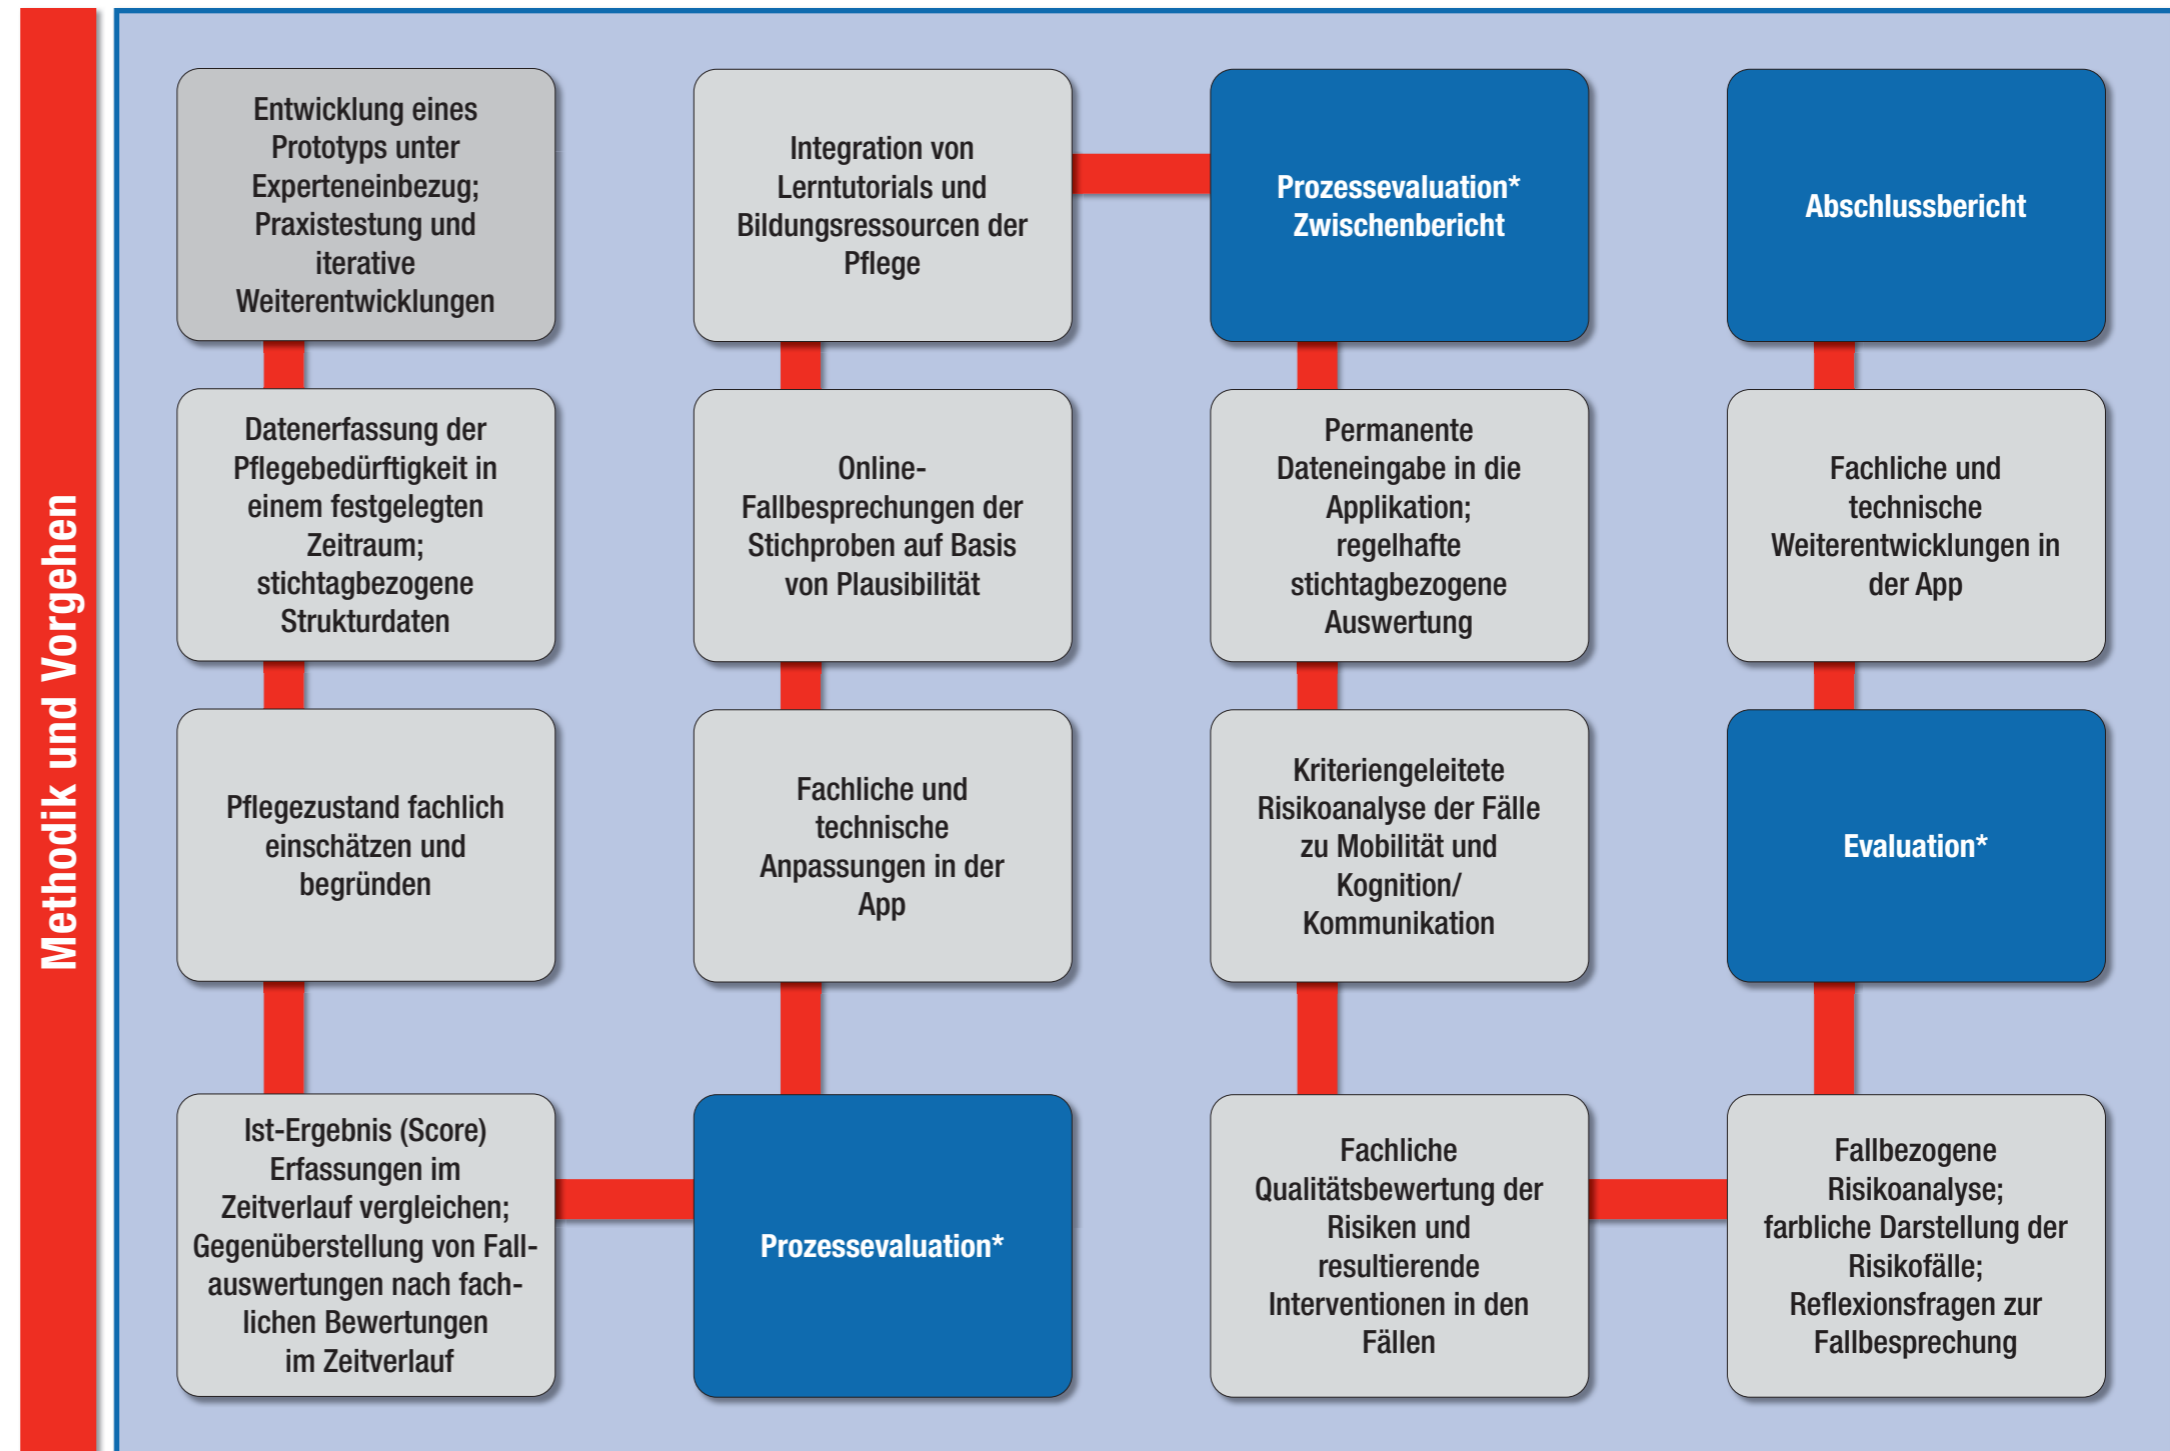 Methodik und Vorgehen
Entwicklung eines
Prototyps unter
Experteneinbezug;
Praxistestung und
iterative
Weiterentwicklungen
Datenerfassung der
Pflegebedürftigkeit in
einem festgelegten
Zeitraum;
stichtagbezogene
Strukturdaten
Pflegezustand fachlich
einschätzen und
begründen
Ist-Ergebnis (Score)
Erfassungen im
Zeitverlauf vergleichen;
Gegenüberstellung von Fall-
auswertungen nach fach-
lichen Bewertungen
im Zeitverlauf
Prozessevaluation*
Fachliche und
technische
Anpassungen in der
App
Online-
Fallbesprechungen der
Stichproben auf Basis
von Plausibilität
Integration von
Lerntutorials und
Bildungsressourcen der
Pflege
Prozessevaluation*
Zwischenbericht
Permanente
Dateneingabe in die
Applikation;
regelhafte
stichtagbezogene
Auswertung
Kriteriengeleitete
Risikoanalyse der Fälle
zu Mobilität und
Kognition/
Kommunikation
Fachliche
Qualitätsbewertung der
Risiken und
resultierende
Interventionen in den
Fällen
Fallbezogene
Risikoanalyse;
farbliche Darstellung der
Risikofälle;
Reflexionsfragen zur
Fallbesprechung
Evaluation*
Fachliche und
technische
Weiterentwicklungen in
der App
Abschlussbericht